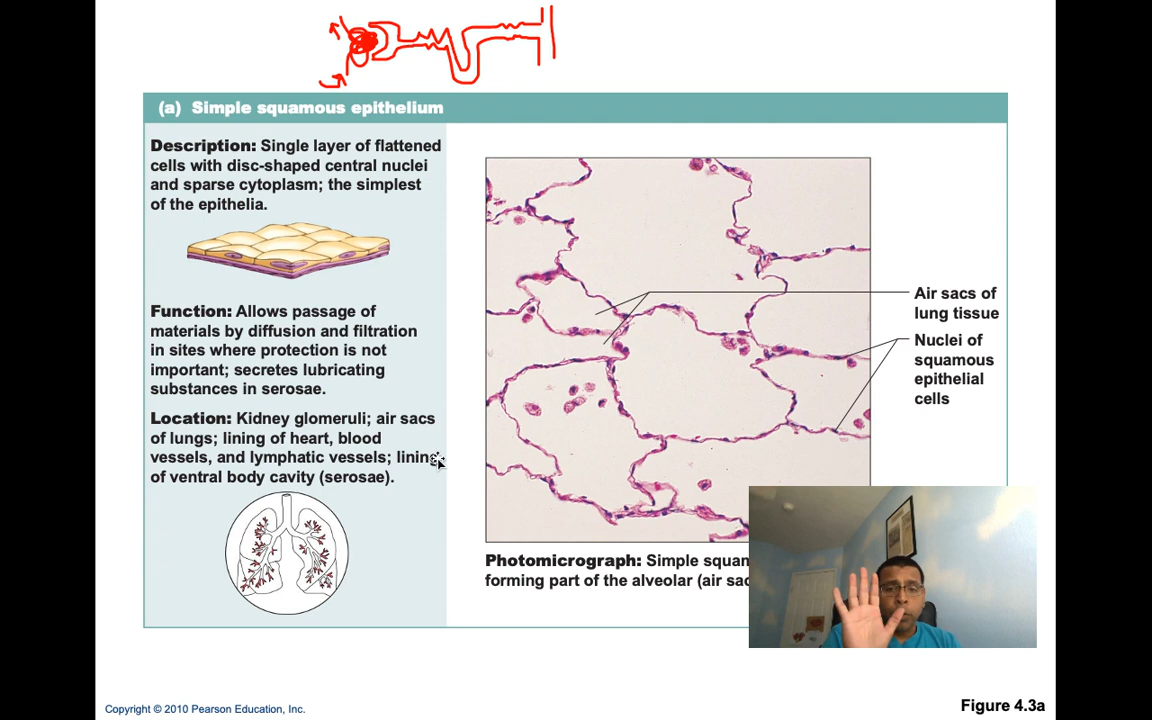 (a) Simple squamous epithelium
Description: Single layer of flattened
cells with disc-shaped central nuclei
and sparse cytoplasm; the simplest
of the epithelia.
Function: Allows passage of
materials by diffusion and filtration
in sites where protection is not
important; secretes lubricating
substances in serosae.
Location: Kidney glomeruli; air sacs
of lungs; lining of heart, blood
vessels, and lymphatic vessels; lining
of ventral body cavity (serosae).
Air sacs of
lung tissue
Nuclei of
squamous
epithelial
cells
Photomicrograph: Simple squam
forming part of the alveolar (air sac
Copyright © 2010 Pearson Education, Inc.
Figure 4.3a